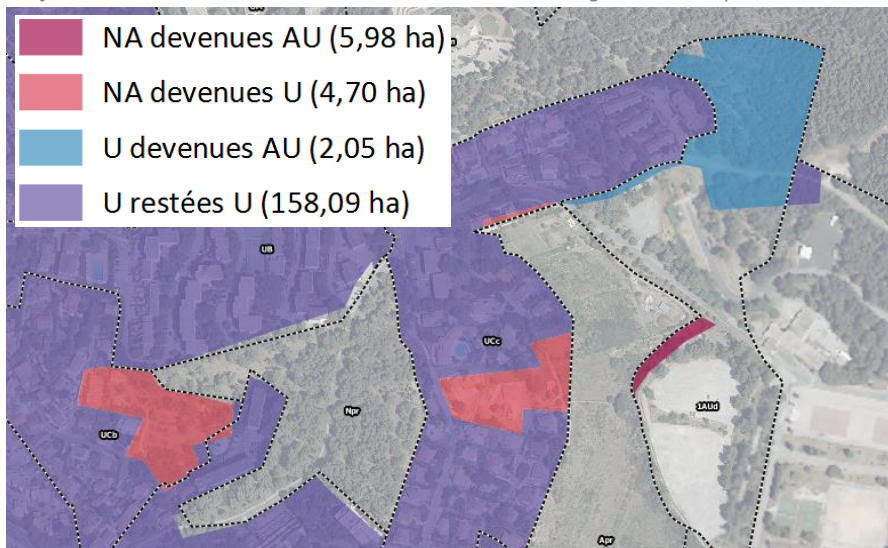 NA devenues AU (5,98 ha)
NA devenues U (4,70 ha)
U devenues AU (2,05 ha)
U restées U (158,09 ha)
UB
UCc
Npr
1AUd
UCb
Apr